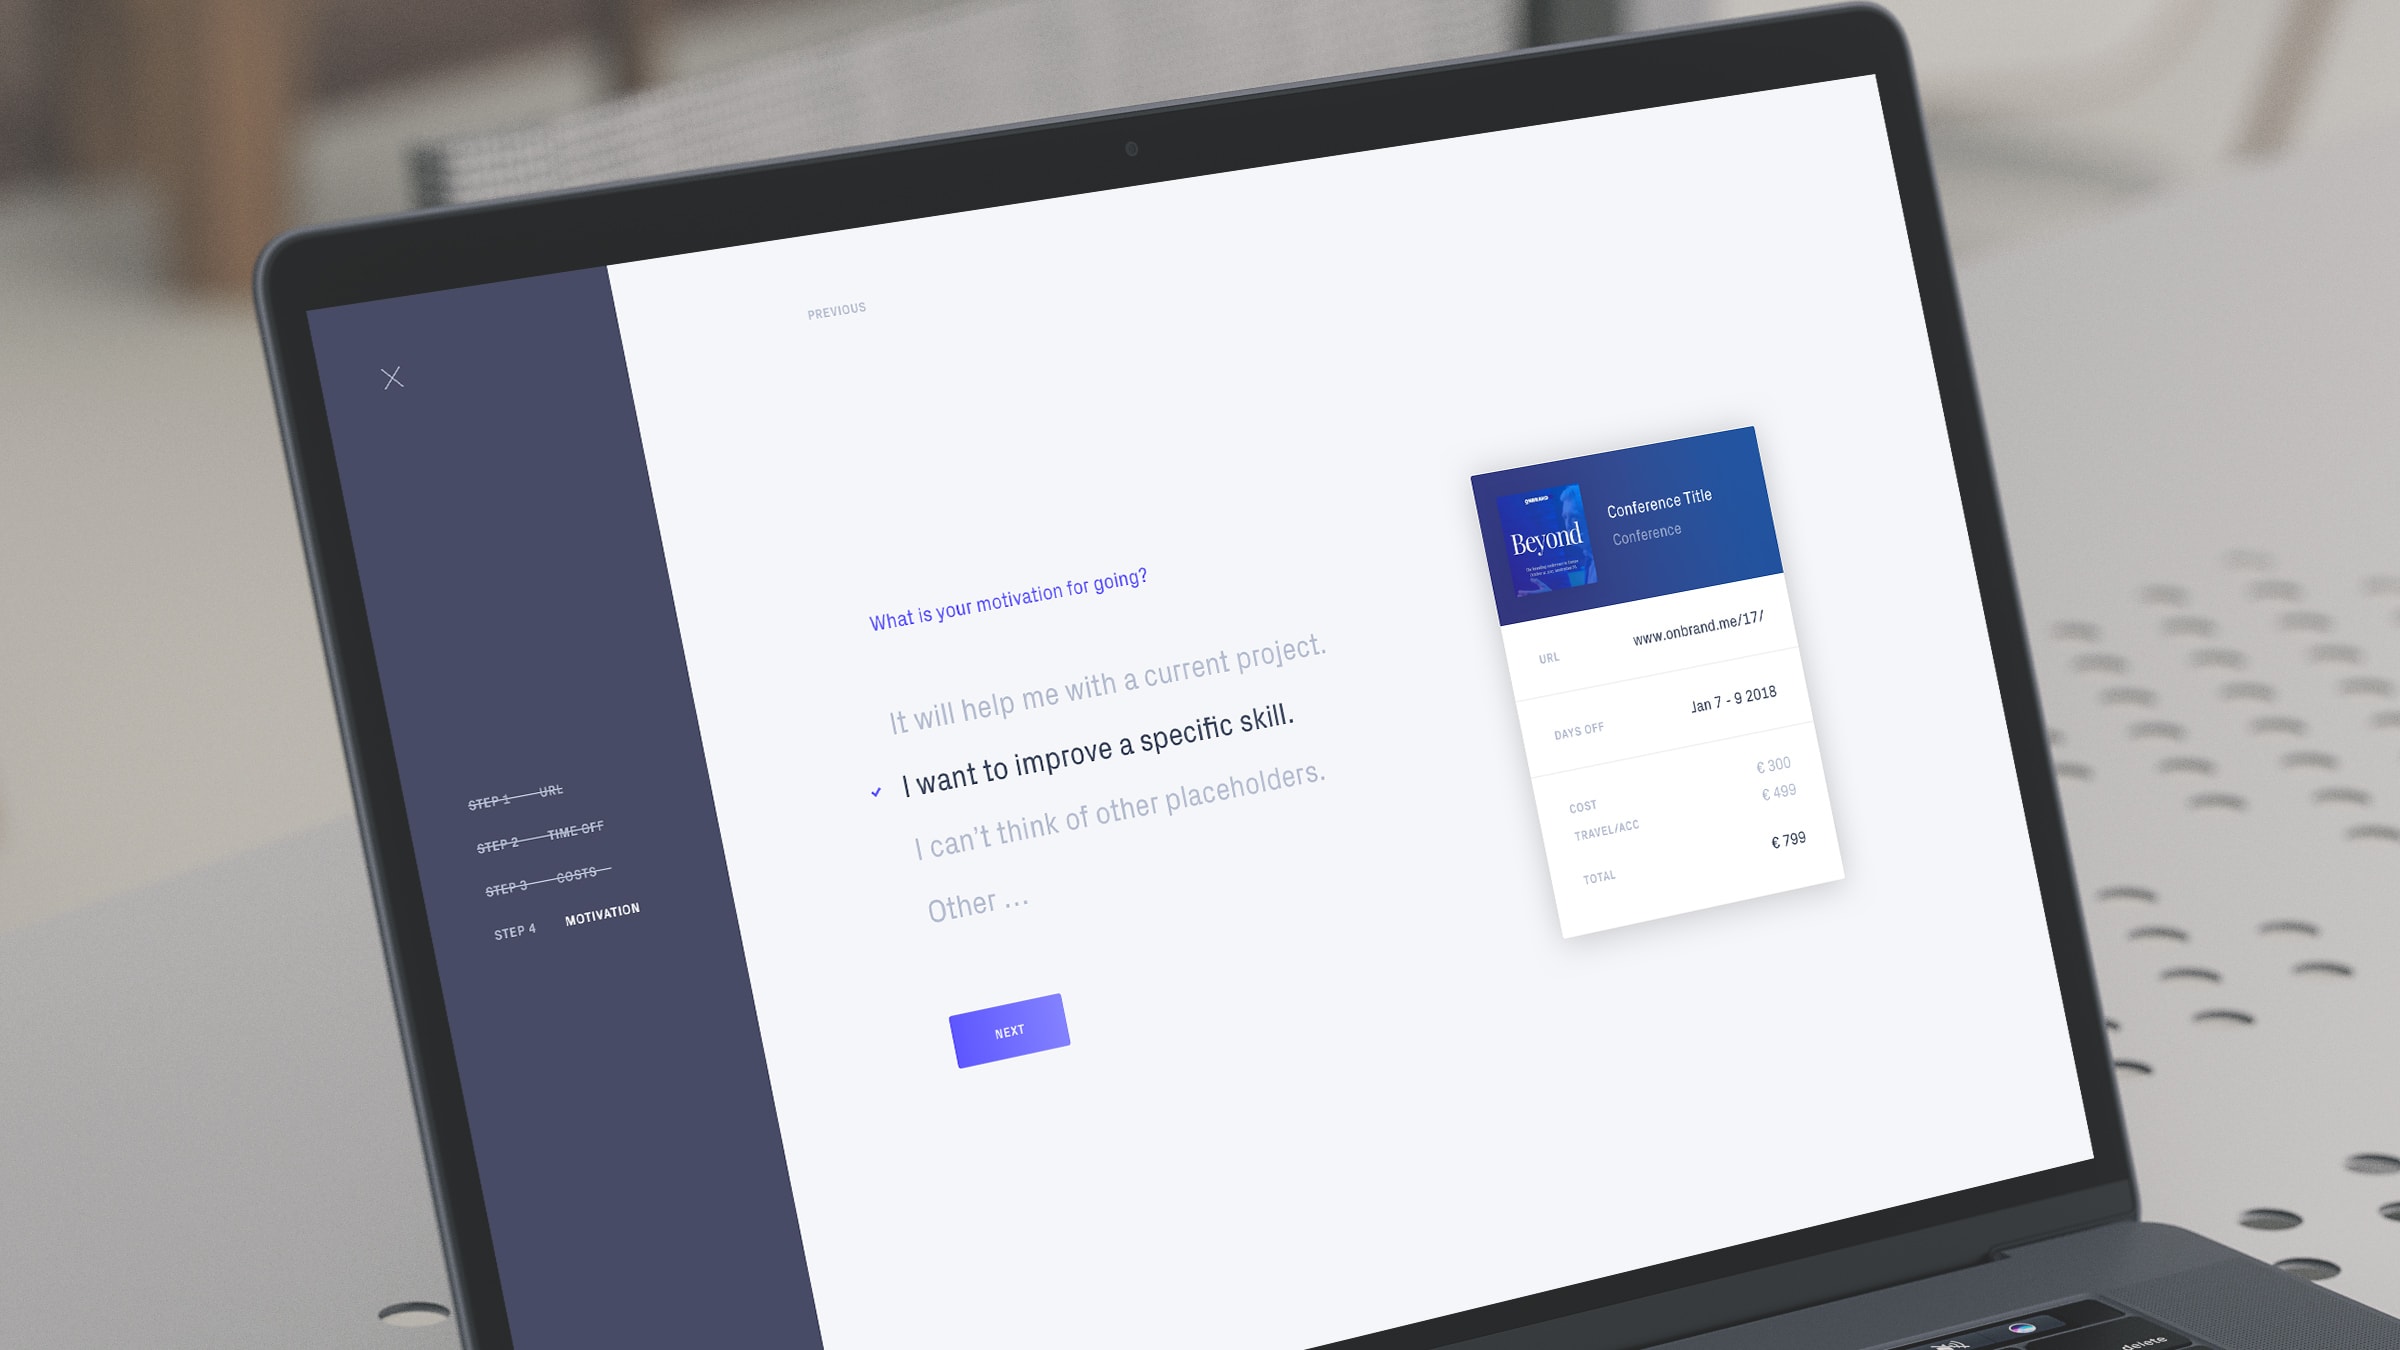 PREVIOUS
STEP 1 URL
STEP 2 TIME OFF
STEP 3 COSTS
STEP 4 MOTIVATION
What is your motivation for going?
It will help me with a current project.
I want to improve a specific skill.
I can't think of other placeholders.
Other ...
NEXT
ONBRAND
Beyond
Conference Title
Conference
URL www.onbrand.me/17/
DAYS OFF Jan 7 - 9 2018
COST € 300
TRAVEL/ACC € 499
TOTAL € 799
delete